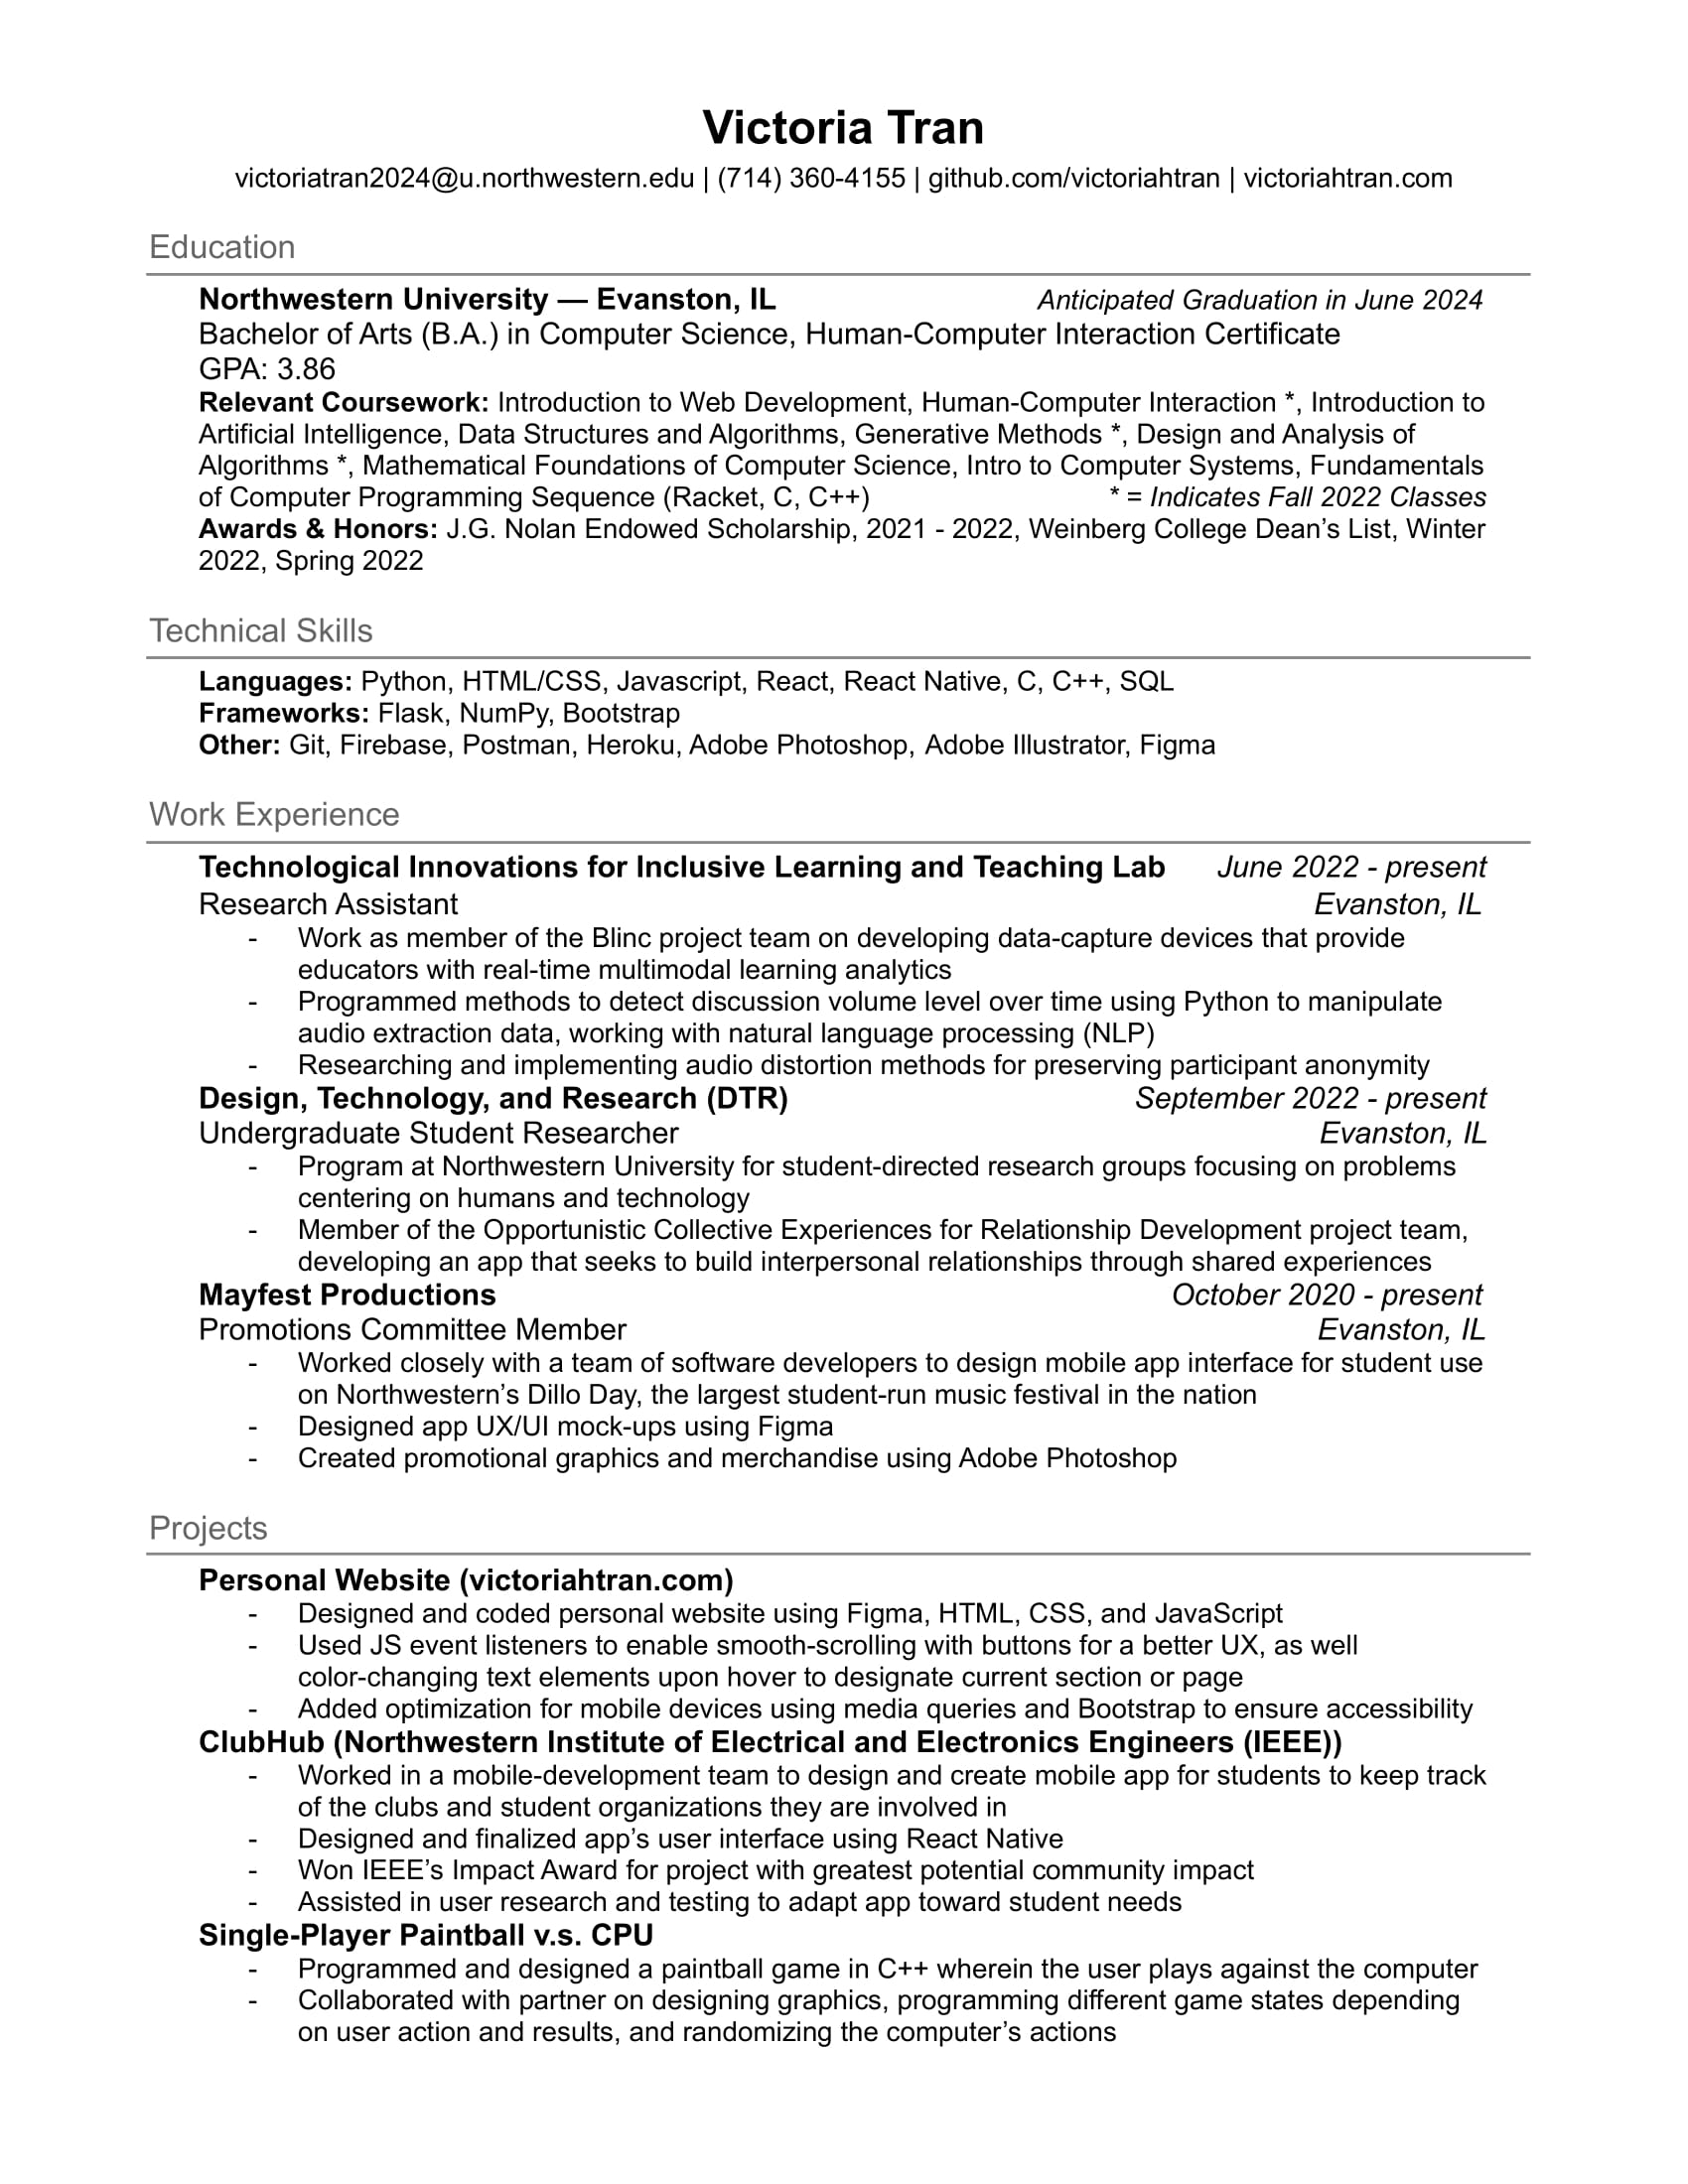 Victoria Tran
victoriatran2024@u.northwestern.edu | (714) 360-4155 | github.com/victoriahtran | victoriahtran.com
Education
Northwestern University — Evanston, IL Anticipated Graduation in June 2024
Bachelor of Arts (B.A.) in Computer Science, Human-Computer Interaction Certificate
GPA: 3.86
Relevant Coursework: Introduction to Web Development, Human-Computer Interaction *, Introduction to
Artificial Intelligence, Data Structures and Algorithms, Generative Methods *, Design and Analysis of
Algorithms *, Mathematical Foundations of Computer Science, Intro to Computer Systems, Fundamentals
of Computer Programming Sequence (Racket, C, C++) * = Indicates Fall 2022 Classes
Awards & Honors: J.G. Nolan Endowed Scholarship, 2021 - 2022, Weinberg College Dean’s List, Winter
2022, Spring 2022
Technical Skills
Languages: Python, HTML/CSS, Javascript, React, React Native, C, C++, SQL
Frameworks: Flask, NumPy, Bootstrap
Other: Git, Firebase, Postman, Heroku, Adobe Photoshop, Adobe Illustrator, Figma
Work Experience
Technological Innovations for Inclusive Learning and Teaching Lab June 2022 - present
Research Assistant Evanston, IL
- Work as member of the Blinc project team on developing data-capture devices that provide
educators with real-time multimodal learning analytics
- Programmed methods to detect discussion volume level over time using Python to manipulate
audio extraction data, working with natural language processing (NLP)
- Researching and implementing audio distortion methods for preserving participant anonymity
Design, Technology, and Research (DTR) September 2022 - present
Undergraduate Student Researcher Evanston, IL
- Program at Northwestern University for student-directed research groups focusing on problems
centering on humans and technology
- Member of the Opportunistic Collective Experiences for Relationship Development project team,
developing an app that seeks to build interpersonal relationships through shared experiences
Mayfest Productions October 2020 - present
Promotions Committee Member Evanston, IL
- Worked closely with a team of software developers to design mobile app interface for student use
on Northwestern’s Dillo Day, the largest student-run music festival in the nation
- Designed app UX/UI mock-ups using Figma
- Created promotional graphics and merchandise using Adobe Photoshop
Projects
Personal Website (victoriahtran.com)
- Designed and coded personal website using Figma, HTML, CSS, and JavaScript
- Used JS event listeners to enable smooth-scrolling with buttons for a better UX, as well
color-changing text elements upon hover to designate current section or page
- Added optimization for mobile devices using media queries and Bootstrap to ensure accessibility
ClubHub (Northwestern Institute of Electrical and Electronics Engineers (IEEE))
- Worked in a mobile-development team to design and create mobile app for students to keep track
of the clubs and student organizations they are involved in
- Designed and finalized app’s user interface using React Native
- Won IEEE’s Impact Award for project with greatest potential community impact
- Assisted in user research and testing to adapt app toward student needs
Single-Player Paintball v.s. CPU
- Programmed and designed a paintball game in C++ wherein the user plays against the computer
- Collaborated with partner on designing graphics, programming different game states depending
on user action and results, and randomizing the computer’s actions